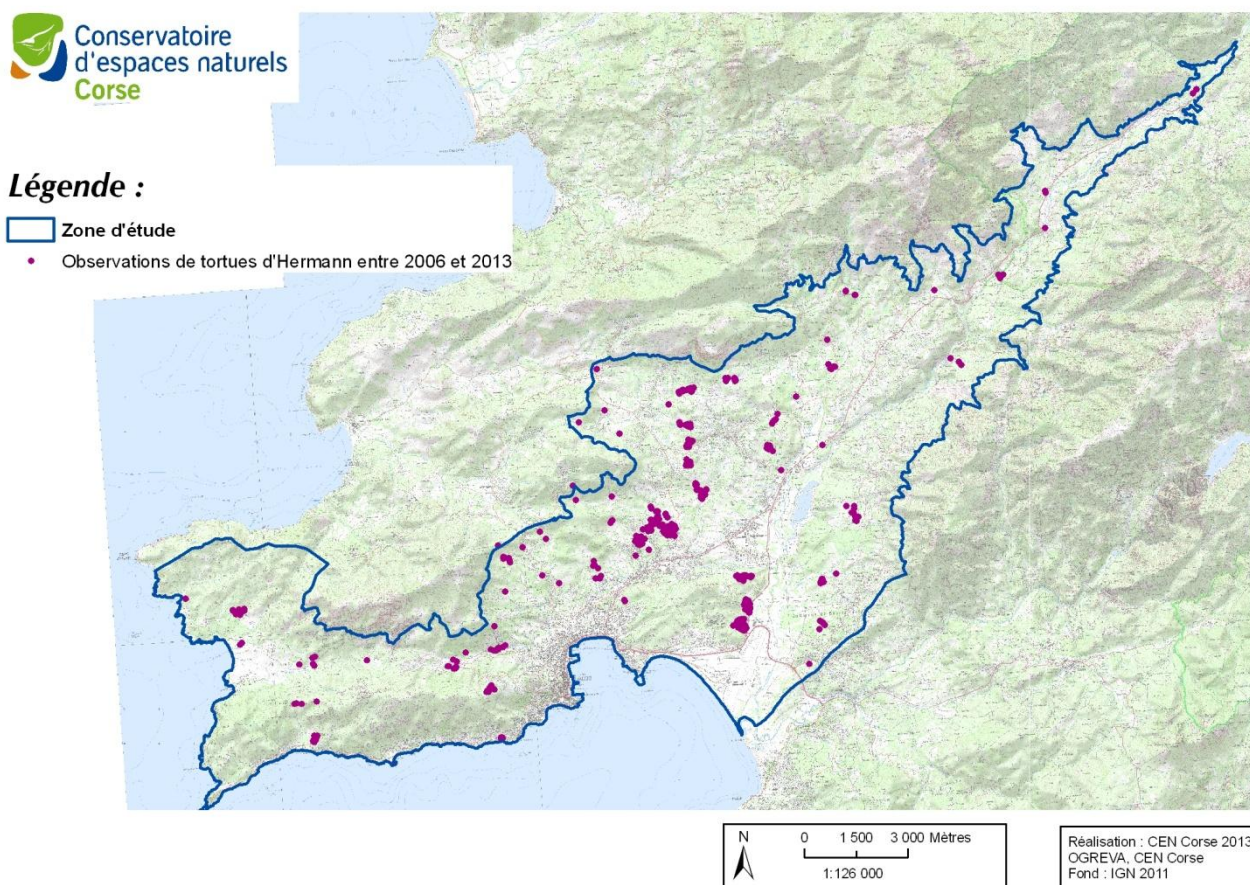 Conservatoire
d'espaces naturels
Corse
Légende :
Zone d'étude
Observations de tortues d'Hermann entre 2006 et 2013
N
0 1 500 3 000 Mètres
1:126 000
Réalisation : CEN Corse 2013
OGREVA, CEN Corse
Fond : IGN 2011